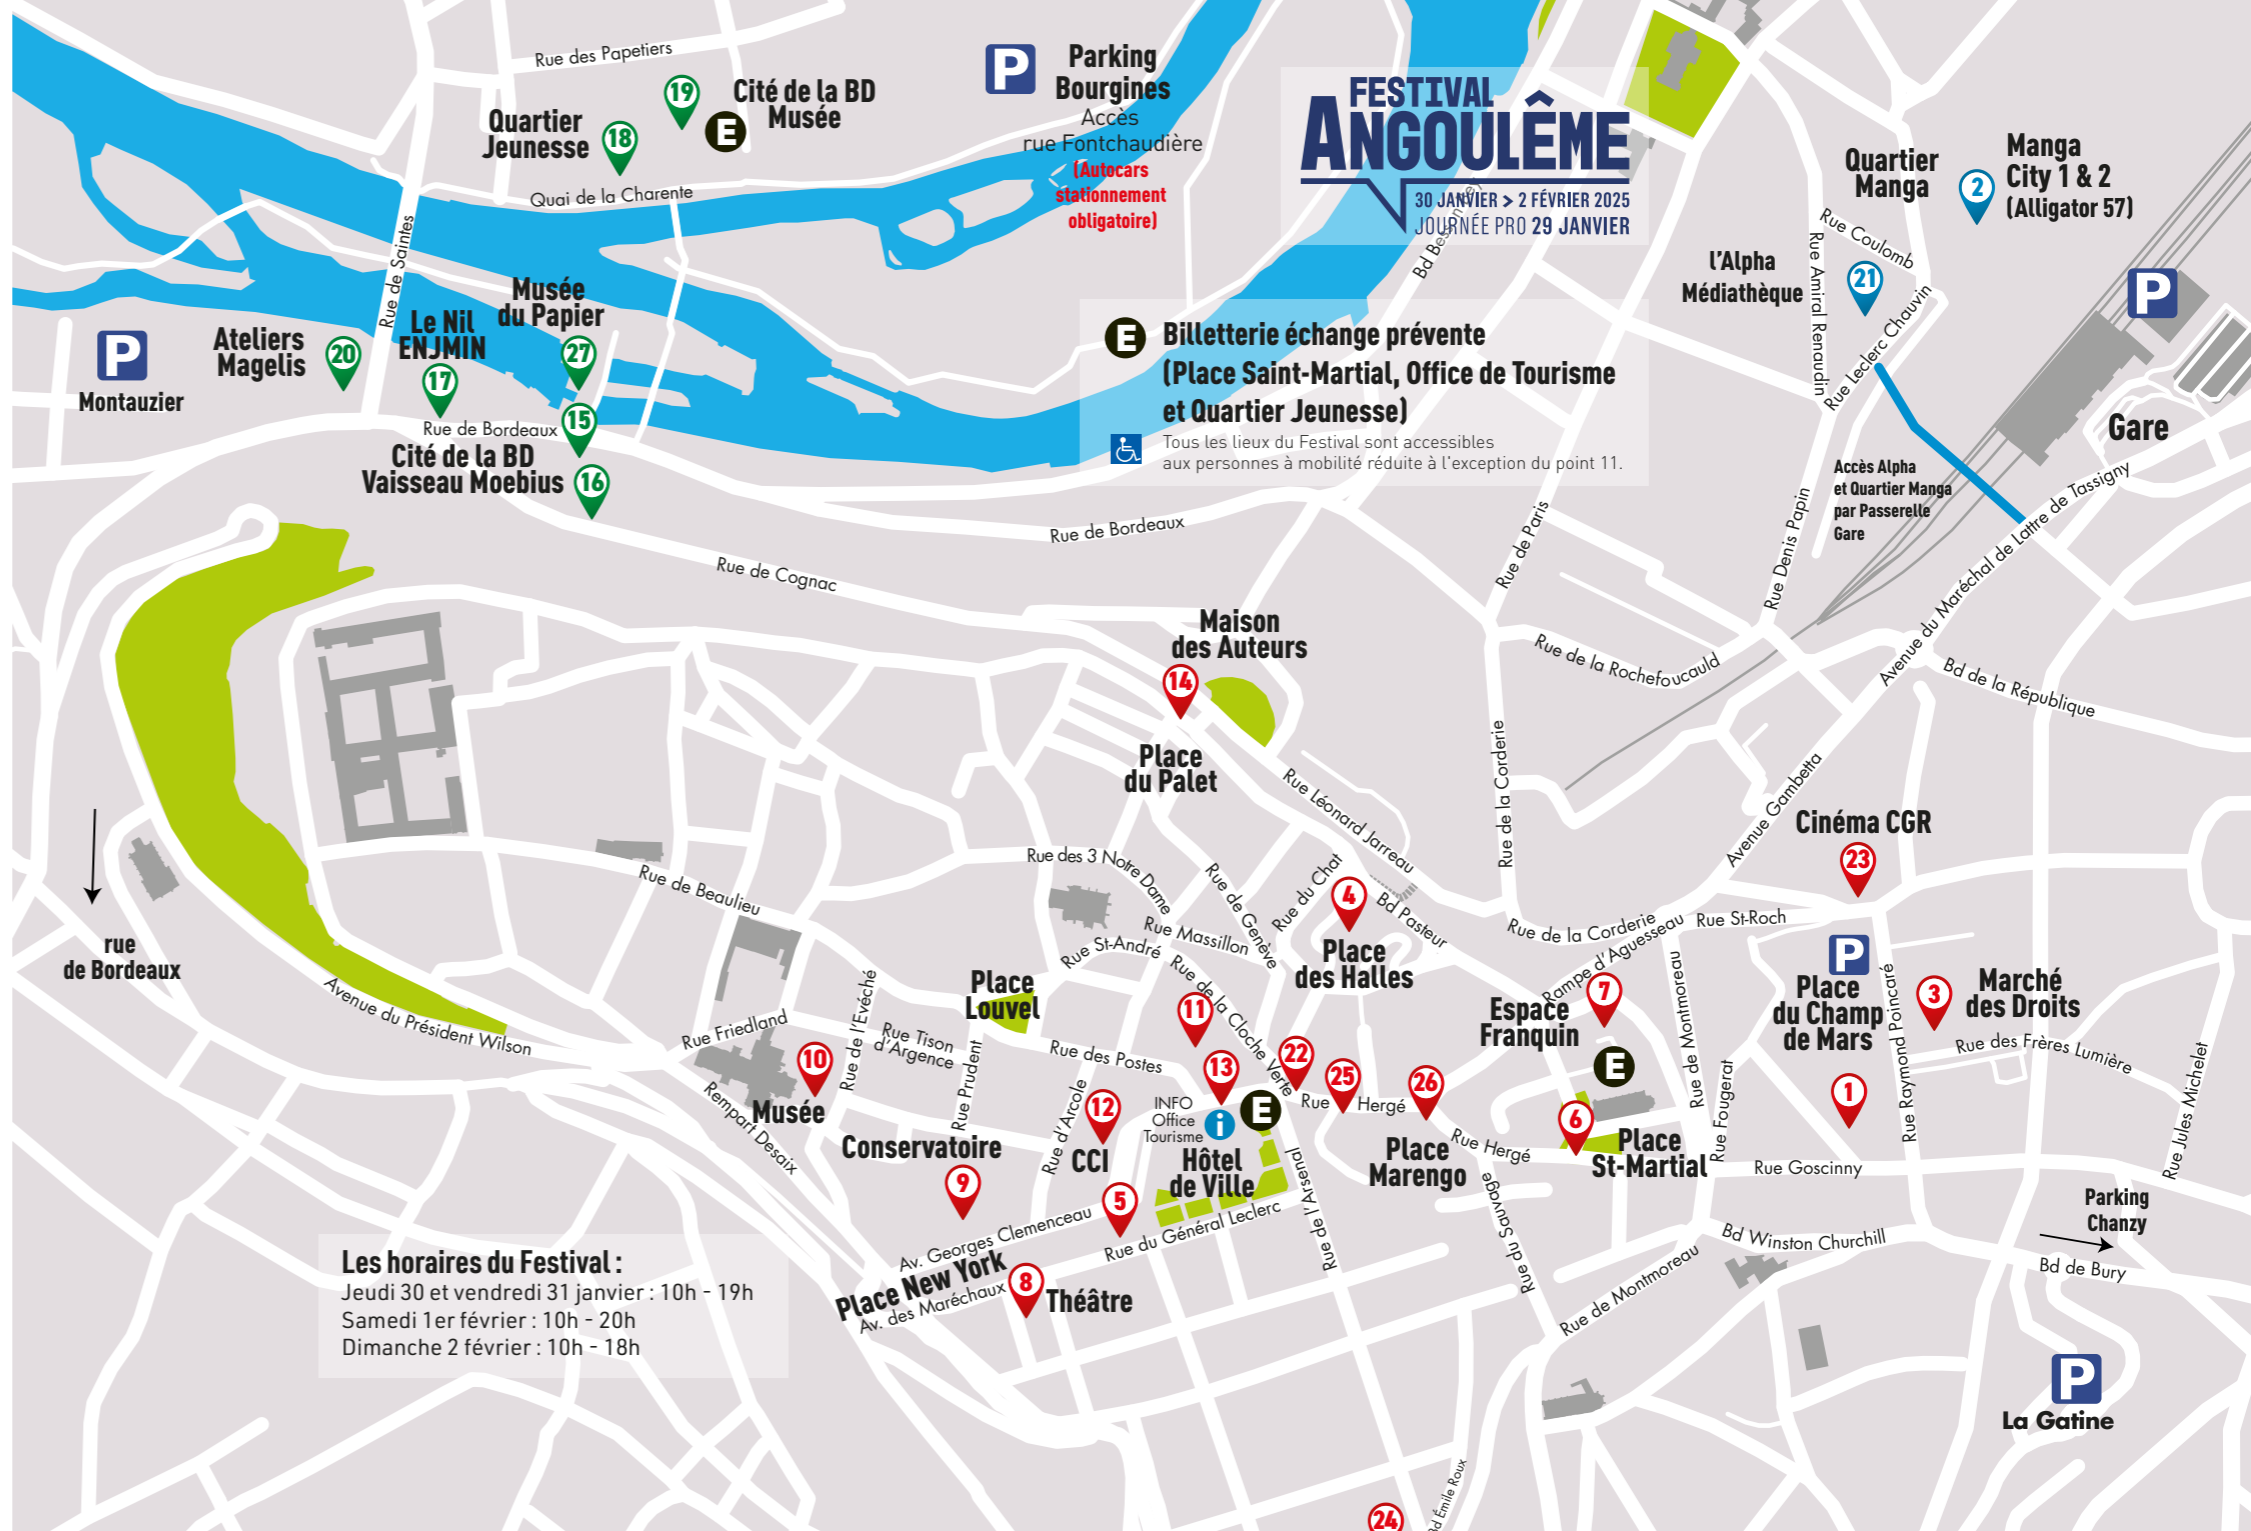 Rue des Papetiers
19
Cité de la BD
Musée
E
Quartier
Jeunesse
18
Quai de la Charente
P
Parking
Bourgines
Accès
rue Fontchaudière
(Autocars
stationnement
obligatoire)
FESTIVAL
ANGOULÊME
30 JANVIER > 2 FÉVRIER 2025
JOURNÉE PRO 29 JANVIER
Bd Bessonney
Quartier
Manga
2
Manga
City 1 & 2
(Alligator 57)
Rue Coulomb
Rue Amiral Renaudin
l'Alpha
Médiathèque
21
Rue Leclerc Chauvin
P
Gare
Rue de Saintes
P
Montauzier
Ateliers
Magelis
20
Le Nil
ENJMIN
17
Musée
du Papier
27
Rue de Bordeaux
15
Cité de la BD
Vaisseau Moebius
16
E
Billetterie échange prévente
(Place Saint-Martial, Office de Tourisme
et Quartier Jeunesse)
Tous les lieux du Festival sont accessibles
aux personnes à mobilité réduite à l'exception du point 11.
Accès Alpha
et Quartier Manga
par Passerelle
Gare
Avenue du Maréchal de Lattre de Tassigny
Rue de Bordeaux
Rue de Cognac
Rue de Paris
Rue Denis Papin
Rue de la Rochefoucauld
Bd de la République
Maison
des Auteurs
14
Place
du Palet
Rue Léonard Jarreau
Rue de la Corderie
Avenue Gambetta
Cinéma CGR
23
Rue des 3 Notre Dame
Rue de Genève
Rue du Chat
4
Bd Pasteur
Place
des Halles
Rue de Beaulieu
Rue Massillon
Rue St-André
Rue de la Cloche Verte
Rue de la Corderie
Rampe d'Aguesseau
Rue St-Roch
rue
de Bordeaux
Avenue du Président Wilson
Place
Louvel
11
Espace
Franquin
7
E
Rue de Montmoreau
P
Place
du Champ
de Mars
1
Rue Raymond Poincaré
3
Marché
des Droits
Rue des Frères Lumière
Rue Jules Michelet
Rue Friedland
Rue de l'Evéché
Rue Tison
d'Argence
Rue Prudent
Rue des Postes
10
Musée
Rempart Desaix
Conservatoire
9
Rue d'Arcole
12
CCI
13
INFO
Office
Tourisme
i
E
Hôtel
de Ville
22
25
Rue Hergé
26
Place
Marengo
Rue Hergé
6
Place
St-Martial
Rue Fougerat
Rue Goscinny
5
Av. Georges Clemenceau
Rue du Général Leclerc
Rue de l'Arsenal
Rue du Sauvage
Rue de Montmoreau
Bd Winston Churchill
Parking
Chanzy
Bd de Bury
Place New York
Av. des Maréchaux
8
Théâtre
Les horaires du Festival :
Jeudi 30 et vendredi 31 janvier : 10h - 19h
Samedi 1er février : 10h - 20h
Dimanche 2 février : 10h - 18h
P
La Gatine
24
Bd Émile Roux